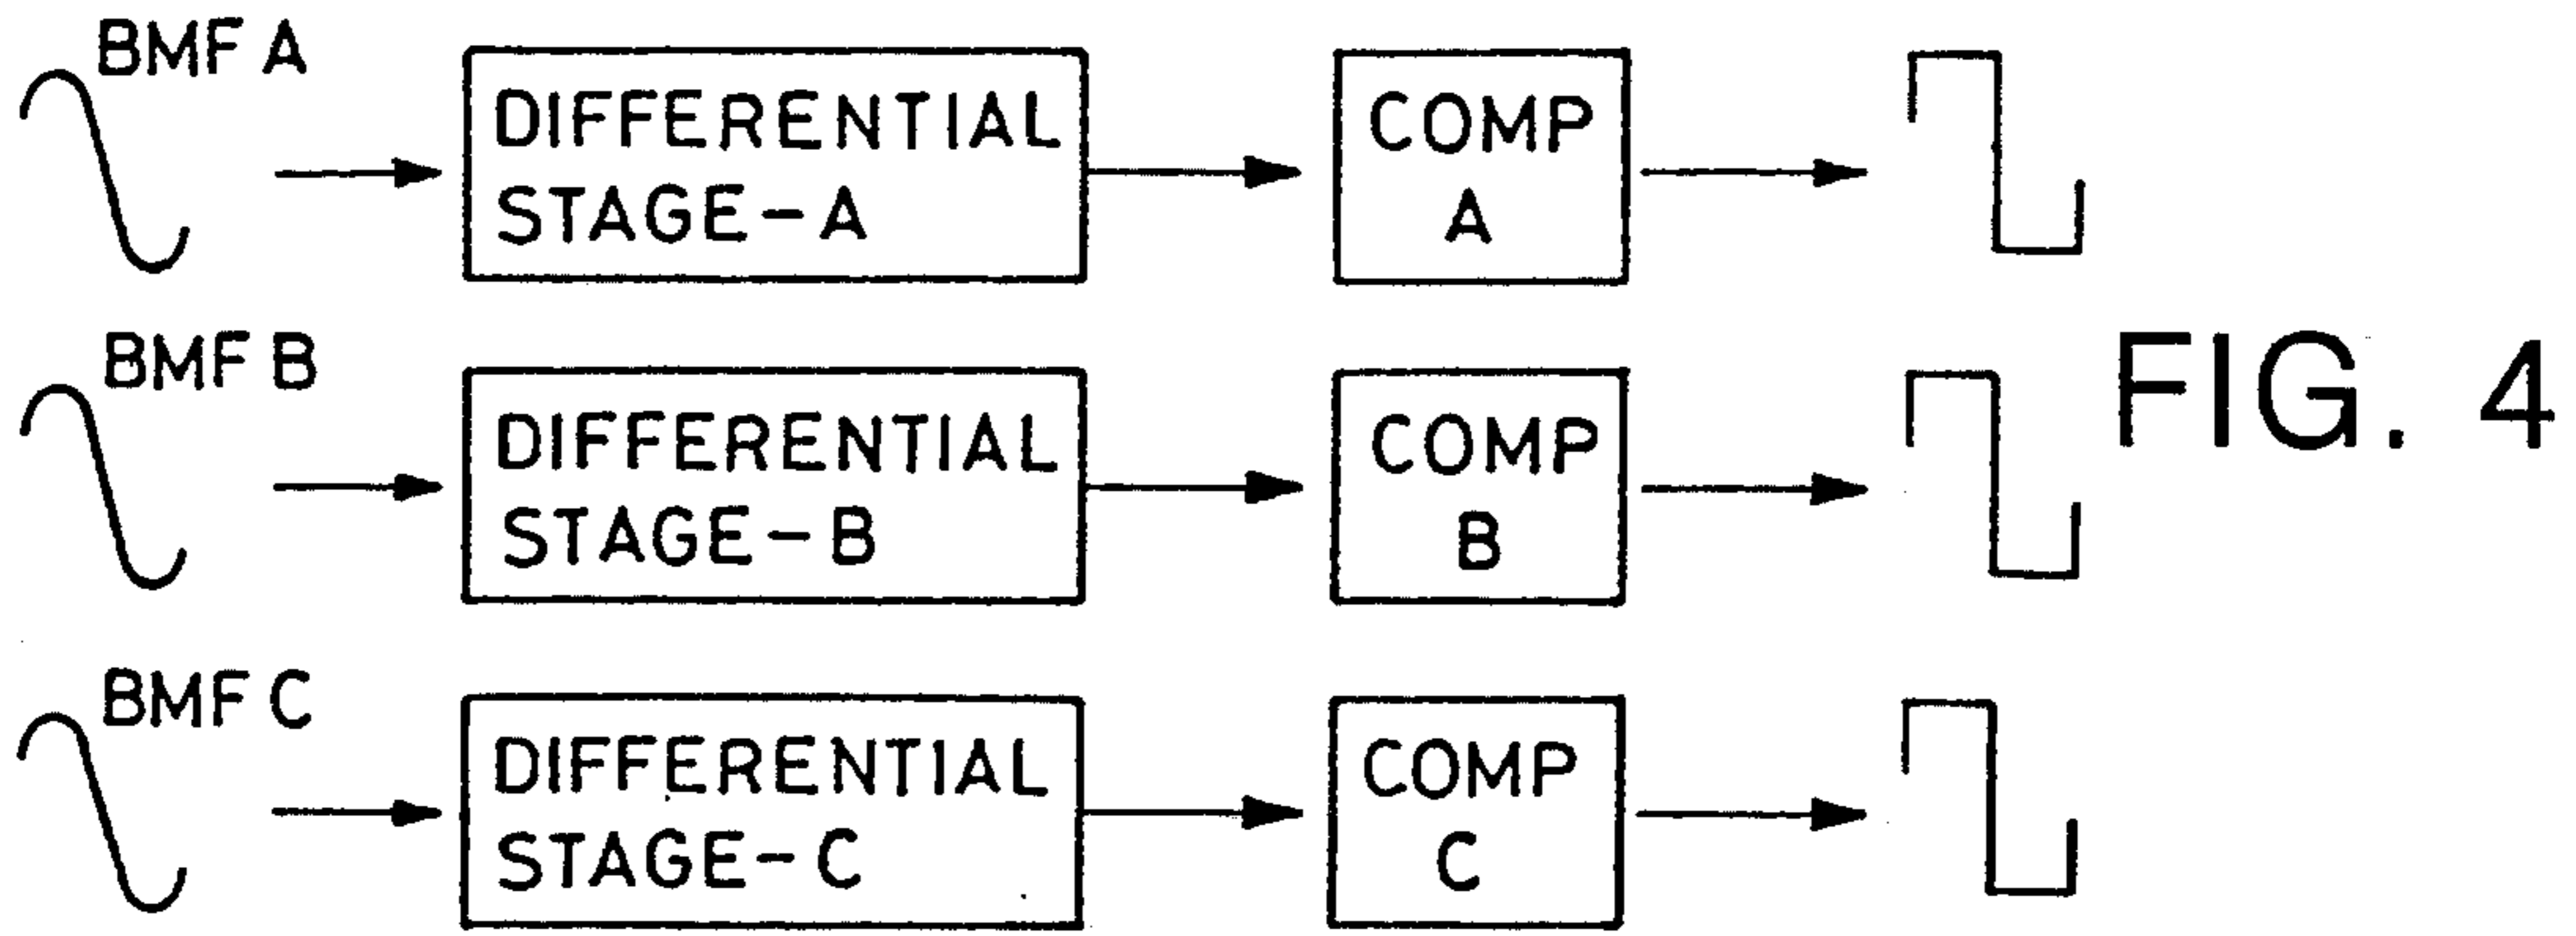 BMF A
DIFFERENTIAL
STAGE-A
COMP
A
BMF B
DIFFERENTIAL
STAGE-B
COMP
B
FIG. 4
BMF C
DIFFERENTIAL
STAGE-C
COMP
C